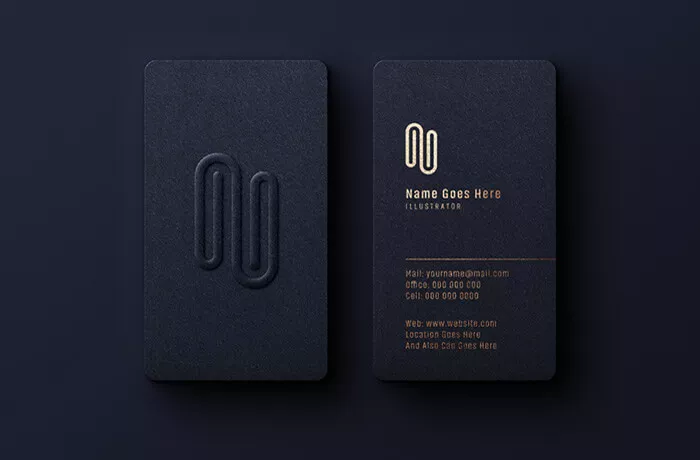 Name Goes Here
ILLUSTRATOR
Mail: yourname@mail.com
Office: 000 000 000
Cell: 000 000 0000
Web: www.website.com
Location Goes Here
And Also Can Goes Here